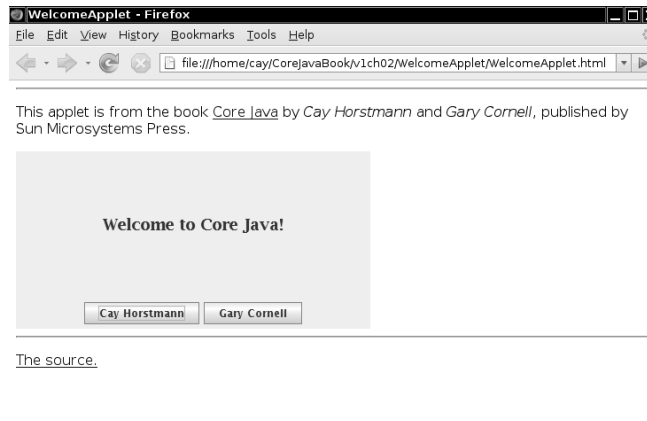 WelcomeApplet - Firefox
File Edit View History Bookmarks Tools Help
file:///home/cay/CoreJavaBook/v1ch02/WelcomeApplet/WelcomeApplet.html
This applet is from the book Core Java by Cay Horstmann and Gary Cornell, published by
Sun Microsystems Press.
Welcome to Core Java!
Cay Horstmann Gary Cornell
The source.